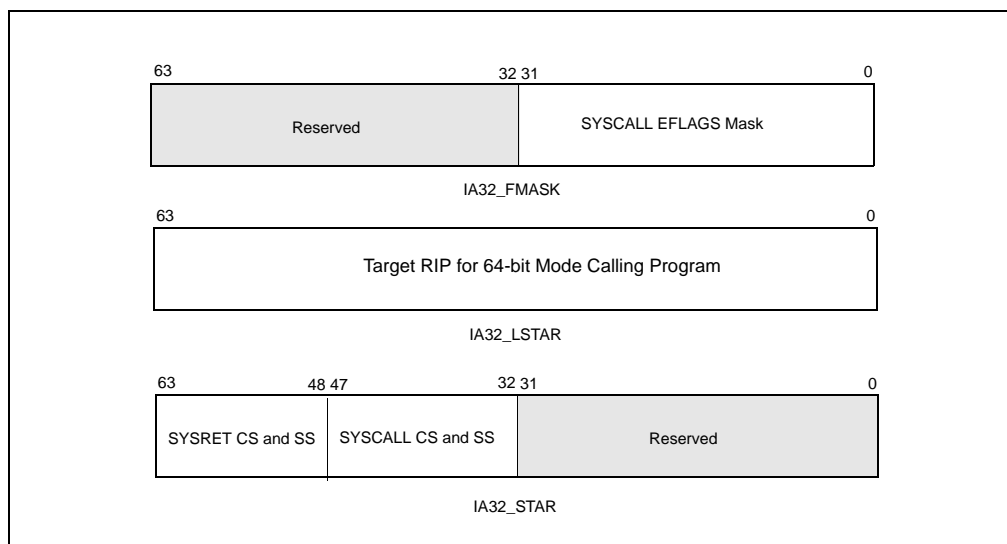 63 32 31 0
Reserved SYSCALL EFLAGS Mask
IA32_FMASK
63 0
Target RIP for 64-bit Mode Calling Program
IA32_LSTAR
63 48 47 32 31 0
SYSRET CS and SS SYSCALL CS and SS Reserved
IA32_STAR